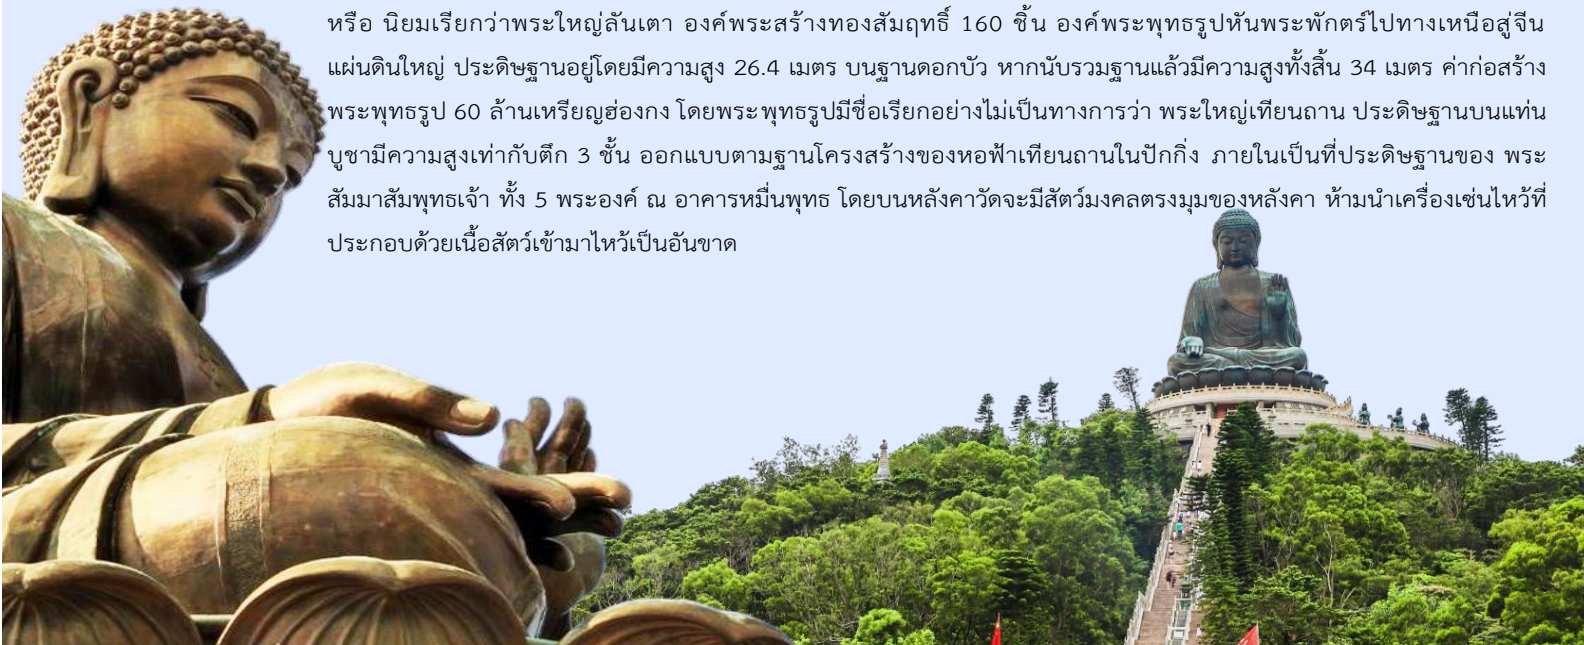 หรือ นิยมเรียกว่าพระใหญ่ลันเตา องค์พระสร้างทองสัมฤทธิ์ 160 ชิ้น องค์พระพุทธรูปหันพระพักตร์ไปทางเหนือสู่จีน
แผ่นดินใหญ่ ประดิษฐานอยู่โดยมีความสูง 26.4 เมตร บนฐานดอกบัว หากนับรวมฐานแล้วมีความสูงทั้งสิ้น 34 เมตร ค่าก่อสร้าง
พระพุทธรูป 60 ล้านเหรียญฮ่องกง โดยพระพุทธรูปมีชื่อเรียกอย่างไม่เป็นทางการว่า พระใหญ่เทียนถาน ประดิษฐานบนแท่น
บูชามีความสูงเท่ากับตึก 3 ชั้น ออกแบบตามฐานโครงสร้างของหอฟ้าเทียนถานในปักกิ่ง ภายในเป็นที่ประดิษฐานของ พระ
สัมมาสัมพุทธเจ้า ทั้ง 5 พระองค์ ณ อาคารหมื่นพุทธ โดยบนหลังคาวัดจะมีสัตว์มงคลตรงมุมของหลังคา ห้ามนำเครื่องเซ่นไหว้ที่
ประกอบด้วยเนื้อสัตว์เข้ามาไหว้เป็นอันขาด